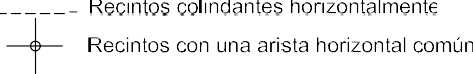 Recintos colindantes horizontalmente
Recintos con una arista horizontal común